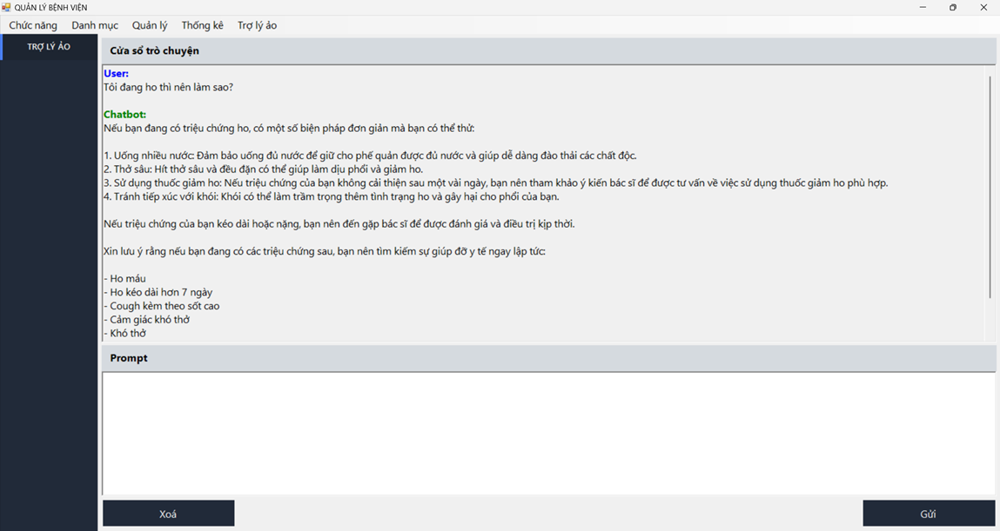 QUẢN LÝ BỆNH VIỆN
Chức năng Danh mục Quản lý Thống kê Trợ lý ảo
TRỢ LÝ ẢO
Cửa sổ trò chuyện
User:
Tôi đang ho thì nên làm sao?
Chatbot:
Nếu bạn đang có triệu chứng ho, có một số biện pháp đơn giản mà bạn có thể thử:
1. Uống nhiều nước: Đảm bảo uống đủ nước để giữ cho phế quản được đủ nước và giúp dễ dàng đào thải các chất độc.
2. Thở sâu: Hít thở sâu và đều đặn có thể giúp làm dịu phổi và giảm ho.
3. Sử dụng thuốc giảm ho: Nếu triệu chứng của bạn không cải thiện sau một vài ngày, bạn nên tham khảo ý kiến bác sĩ để được tư vấn về việc sử dụng thuốc giảm ho phù hợp.
4. Tránh tiếp xúc với khói: Khói có thể làm trầm trọng thêm tình trạng ho và gây hại cho phổi của bạn.
Nếu triệu chứng của bạn kéo dài hoặc nặng, bạn nên đến gặp bác sĩ để được đánh giá và điều trị kịp thời.
Xin lưu ý rằng nếu bạn đang có các triệu chứng sau, bạn nên tìm kiếm sự giúp đỡ y tế ngay lập tức:
- Ho máu
- Ho kéo dài hơn 7 ngày
- Cough kèm theo sốt cao
- Cảm giác khó thở
- Khó thở
Prompt
Xoá
Gửi